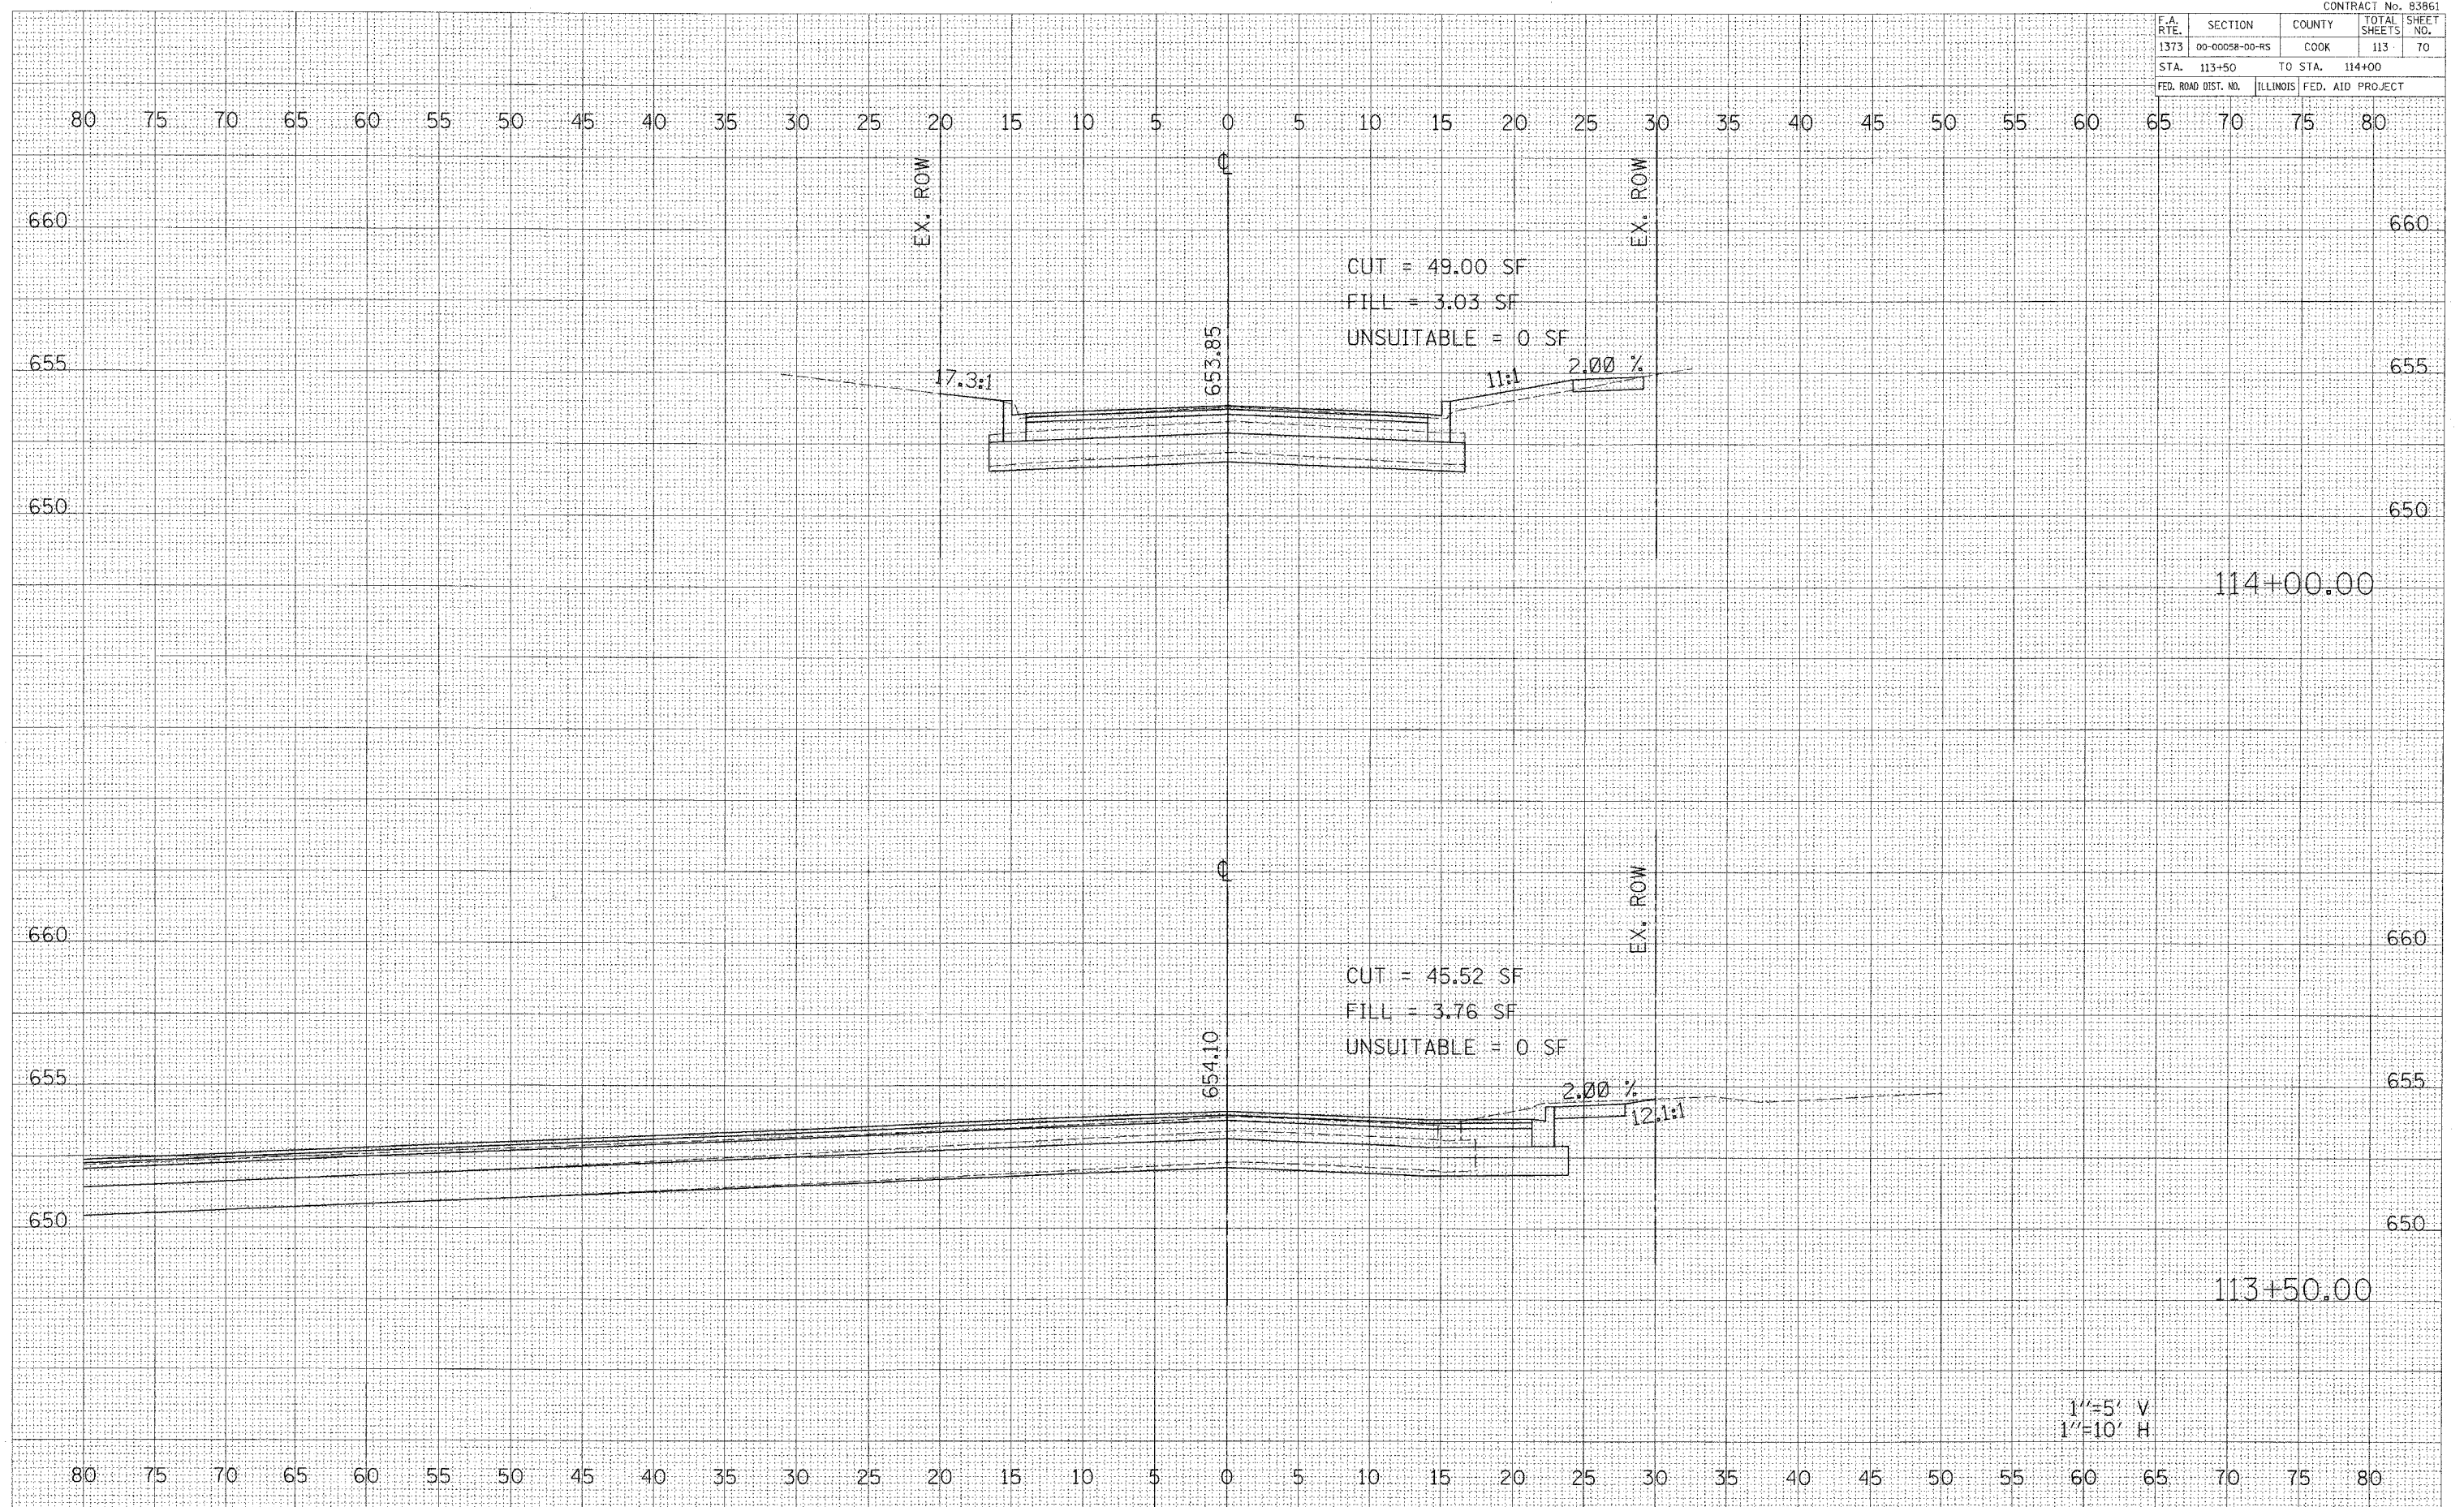 CONTRACT No. 83861
F.A. RTE. SECTION COUNTY TOTAL SHEETS SHEET NO.
1373 00-00058-00-RS COOK 113 70
STA. 113+50 TO STA. 114+00
FED. ROAD DIST. NO. ILLINOIS FED. AID PROJECT
80 75 70 65 60 55 50 45 40 35 30 25 20 15 10 5 0 5 10 15 20 25 30 35 40 45 50 55 60 65 70 75 80
℄
EX. ROW
EX. ROW
660 660
CUT = 49.00 SF
FILL = 3.03 SF
UNSUITABLE = 0 SF
653.85
655 655
17.3:1
11:1
2.00 %
650 650
114+00.00
℄
EX. ROW
660 660
CUT = 45.52 SF
FILL = 3.76 SF
UNSUITABLE = 0 SF
654.10
655 655
2.00 %
12.1:1
650 650
113+50.00
1"=5' V
1"=10' H
80 75 70 65 60 55 50 45 40 35 30 25 20 15 10 5 0 5 10 15 20 25 30 35 40 45 50 55 60 65 70 75 80